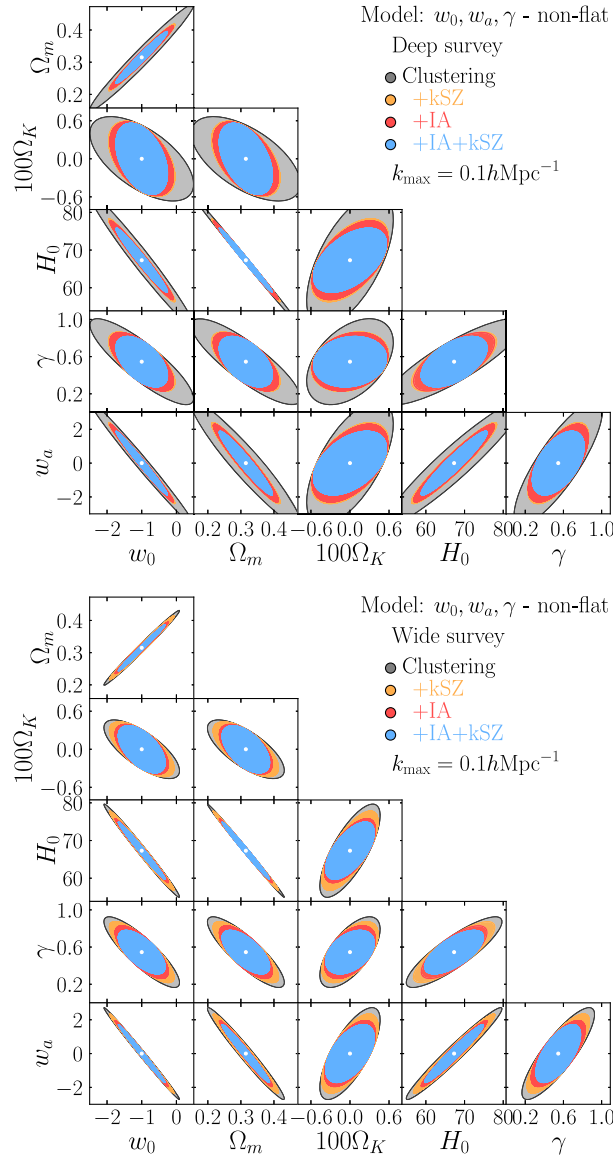 Model: w₀, wₐ, γ - non-flat
Deep survey
Clustering
+kSZ
+IA
+IA+kSZ
k_max = 0.1hMpc⁻¹
Ωₘ
0.4
0.3
0.2
100Ω_K
0.6
0.0
−0.6
H₀
80
70
60
γ
1.0
0.6
0.2
wₐ
2
0
−2
−2 −1 0 0.2 0.3 0.4 −0.6 0.0 0.6 60 70 80 0.2 0.6 1.0
w₀ Ωₘ 100Ω_K H₀ γ
Model: w₀, wₐ, γ - non-flat
Wide survey
Clustering
+kSZ
+IA
+IA+kSZ
k_max = 0.1hMpc⁻¹
Ωₘ
0.4
0.3
0.2
100Ω_K
0.6
0.0
−0.6
H₀
80
70
60
γ
1.0
0.6
0.2
wₐ
2
0
−2
−2 −1 0 0.2 0.3 0.4 −0.6 0.0 0.6 60 70 80 0.2 0.6 1.0
w₀ Ωₘ 100Ω_K H₀ γ